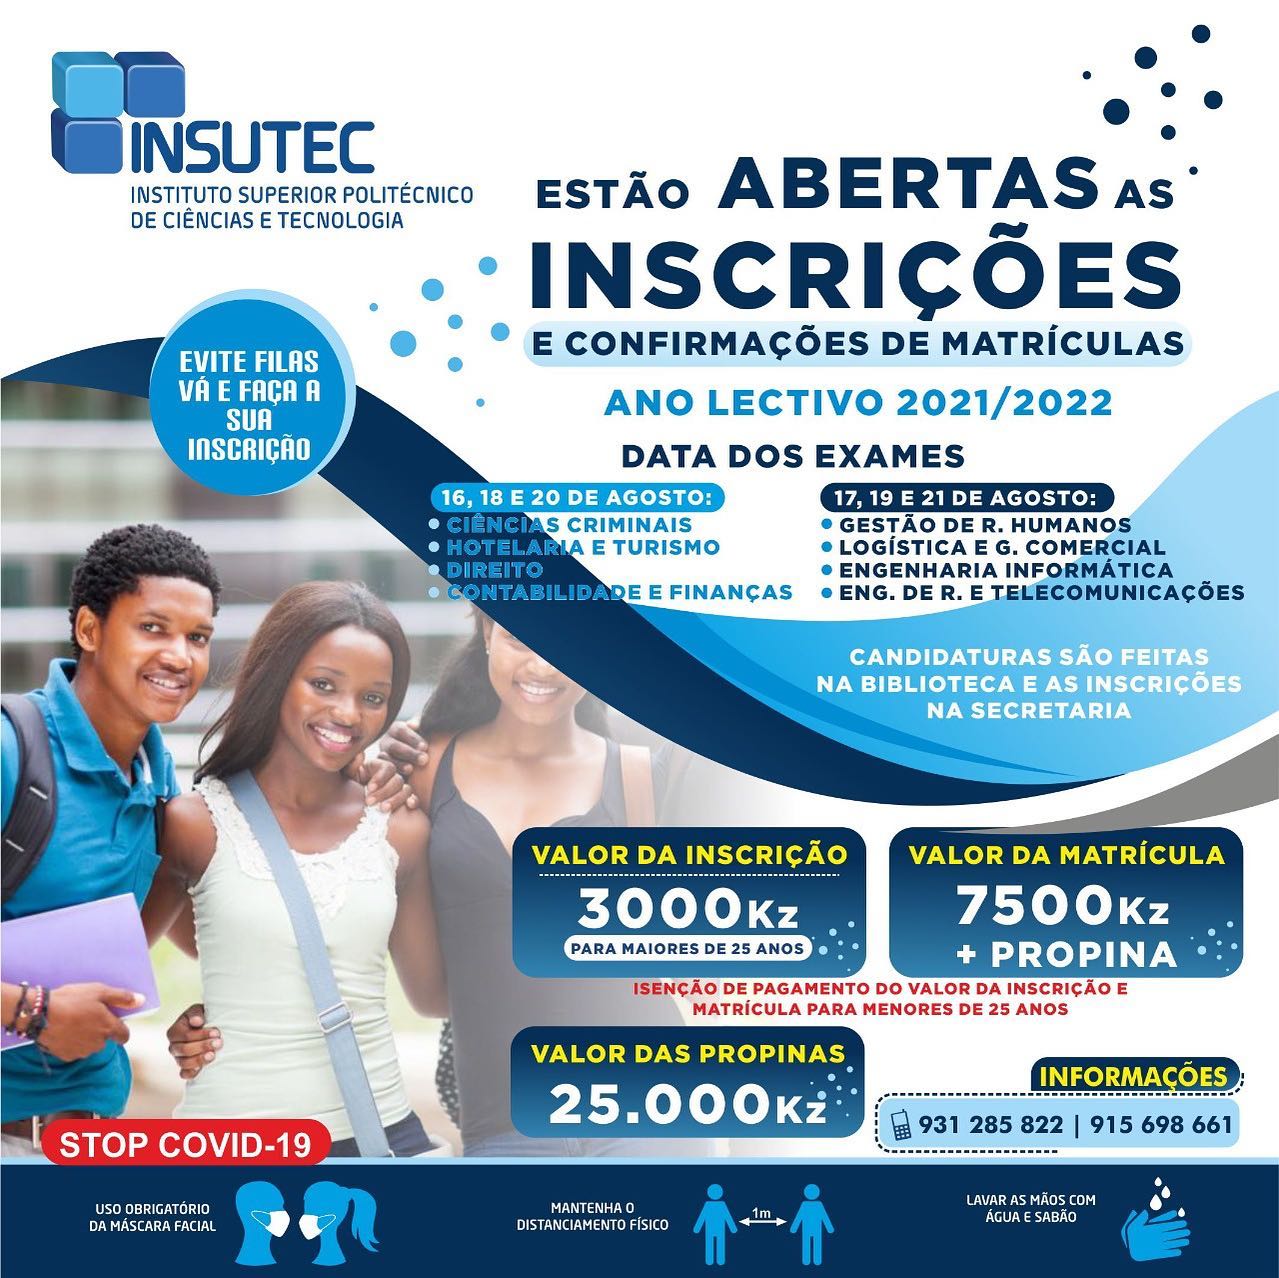 INSUTEC
INSTITUTO SUPERIOR POLITÉCNICO
DE CIÊNCIAS E TECNOLOGIA
ESTÃO ABERTAS AS
INSCRIÇÕES
E CONFIRMAÇÕES DE MATRÍCULAS
ANO LECTIVO 2021/2022
EVITE FILAS
VÁ E FAÇA A
SUA
INSCRIÇÃO
DATA DOS EXAMES
16, 18 E 20 DE AGOSTO:
• CIÊNCIAS CRIMINAIS
• HOTELARIA E TURISMO
• DIREITO
• CONTABILIDADE E FINANÇAS
17, 19 E 21 DE AGOSTO:
• GESTÃO DE R. HUMANOS
• LOGÍSTICA E G. COMERCIAL
• ENGENHARIA INFORMÁTICA
• ENG. DE R. E TELECOMUNICAÇÕES
CANDIDATURAS SÃO FEITAS
NA BIBLIOTECA E AS INSCRIÇÕES
NA SECRETARIA
VALOR DA INSCRIÇÃO
3000Kz
PARA MAIORES DE 25 ANOS
VALOR DA MATRÍCULA
7500Kz
+ PROPINA
ISENÇÃO DE PAGAMENTO DO VALOR DA INSCRIÇÃO E
MATRÍCULA PARA MENORES DE 25 ANOS
VALOR DAS PROPINAS
25.000Kz
INFORMAÇÕES
931 285 822 | 915 698 661
STOP COVID-19
USO OBRIGATÓRIO
DA MÁSCARA FACIAL
MANTENHA O
DISTANCIAMENTO FÍSICO
1m
LAVAR AS MÃOS COM
ÁGUA E SABÃO